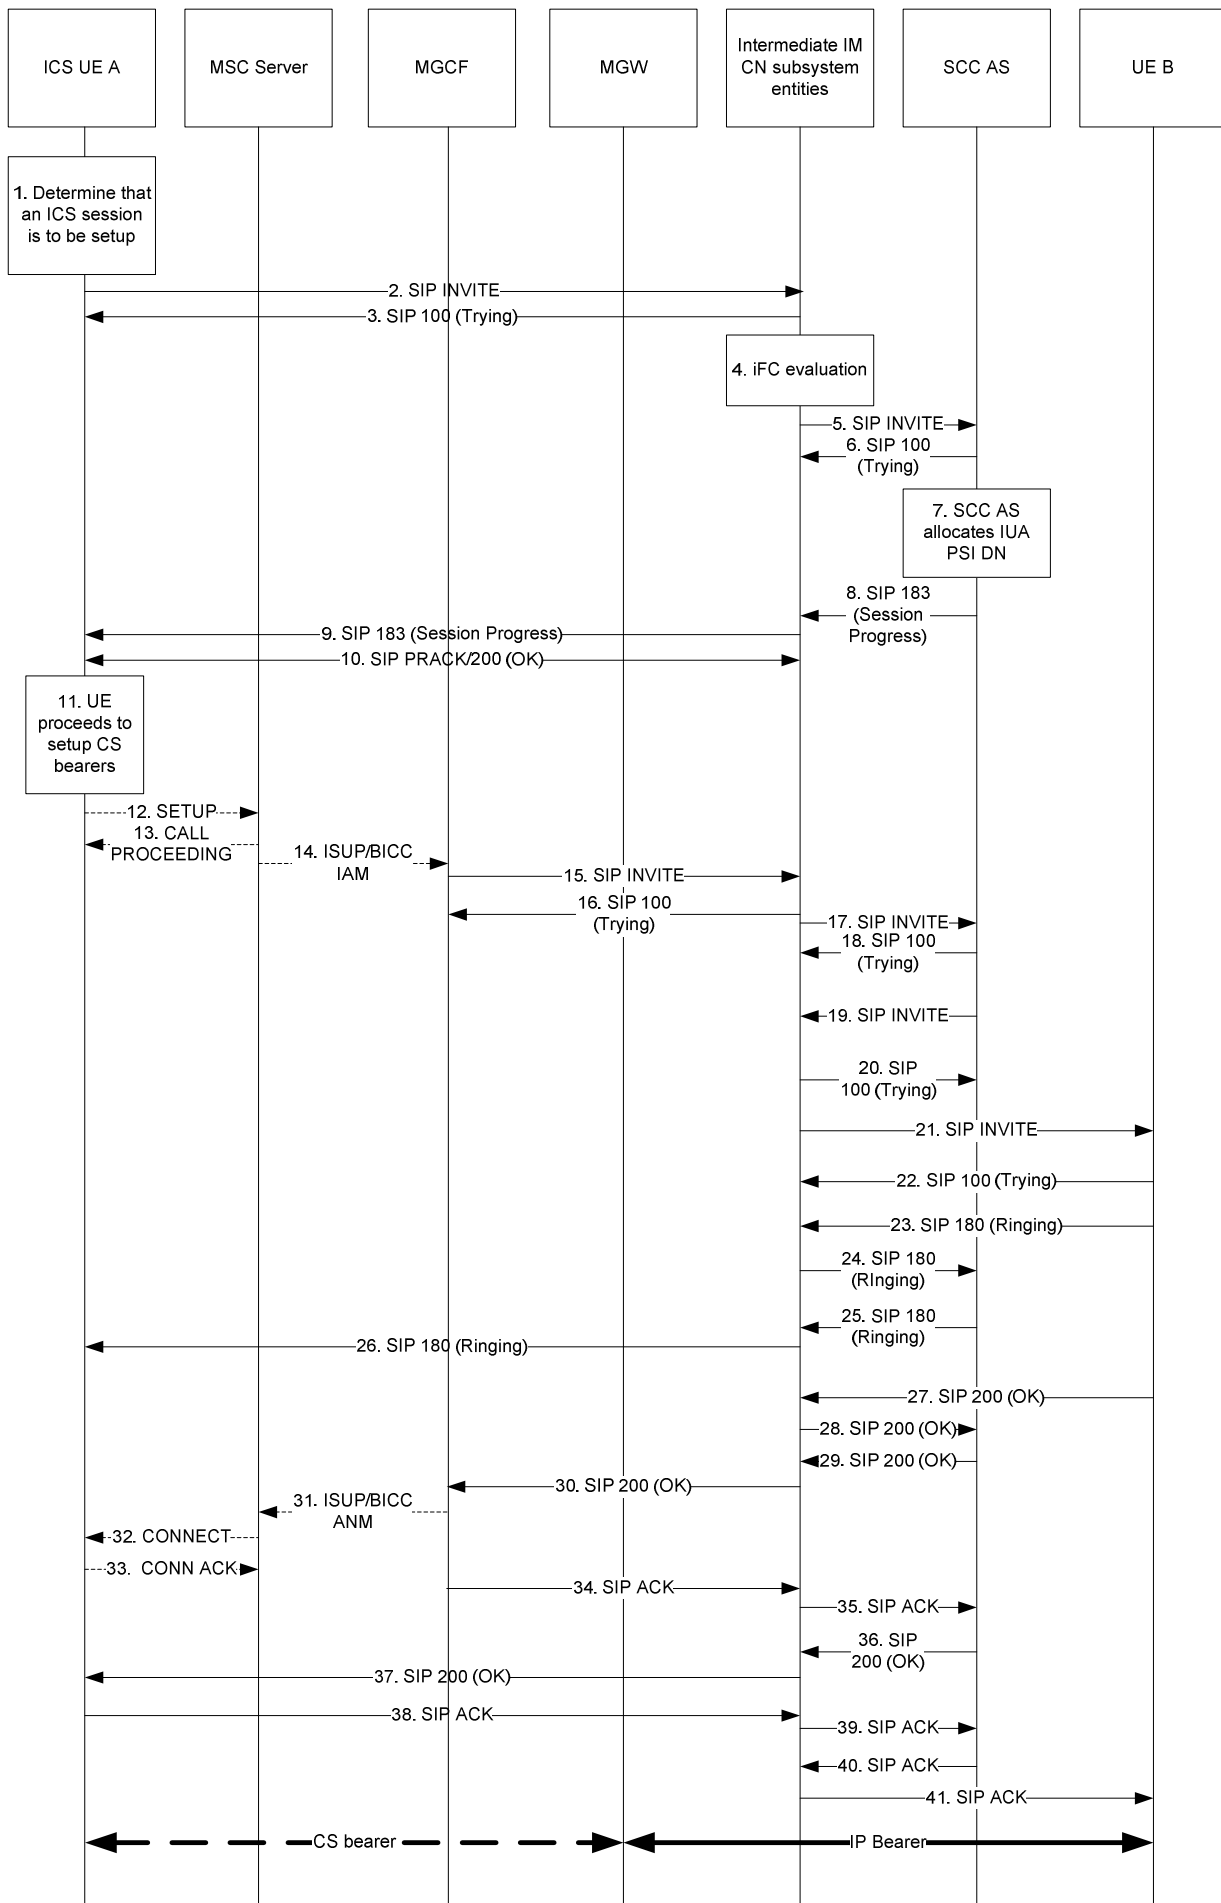 ICS UE A
MSC Server
MGCF
MGW
Intermediate IM
CN subsystem
entities
SCC AS
UE B
1. Determine that
an ICS session
is to be setup
2. SIP INVITE
3. SIP 100 (Trying)
4. iFC evaluation
5. SIP INVITE
6. SIP 100
(Trying)
7. SCC AS
allocates IUA
PSI DN
8. SIP 183
(Session
Progress)
9. SIP 183 (Session Progress)
10. SIP PRACK/200 (OK)
11. UE
proceeds to
setup CS
bearers
12. SETUP
13. CALL
PROCEEDING
14. ISUP/BICC
IAM
15. SIP INVITE
16. SIP 100
(Trying)
17. SIP INVITE
18. SIP 100
(Trying)
19. SIP INVITE
20. SIP
100 (Trying)
21. SIP INVITE
22. SIP 100 (Trying)
23. SIP 180 (Ringing)
24. SIP 180
(RInging)
25. SIP 180
(Ringing)
26. SIP 180 (Ringing)
27. SIP 200 (OK)
28. SIP 200 (OK)
29. SIP 200 (OK)
30. SIP 200 (OK)
31. ISUP/BICC
ANM
32. CONNECT
33. CONN ACK
34. SIP ACK
35. SIP ACK
36. SIP
200 (OK)
37. SIP 200 (OK)
38. SIP ACK
39. SIP ACK
40. SIP ACK
41. SIP ACK
CS bearer
IP Bearer